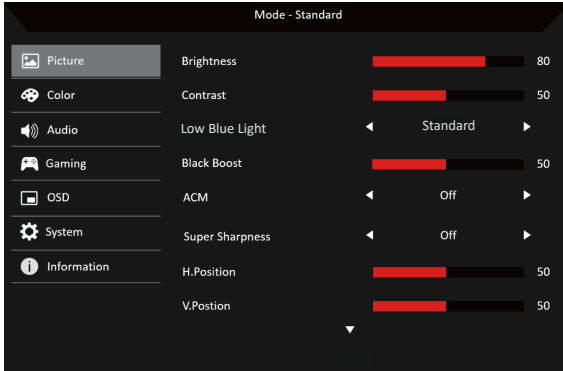 Mode - Standard
Picture
Brightness 80
Color
Contrast 50
Audio
Low Blue Light Standard
Gaming
Black Boost 50
OSD
ACM Off
System
Super Sharpness Off
Information
H.Position 50
V.Postion 50